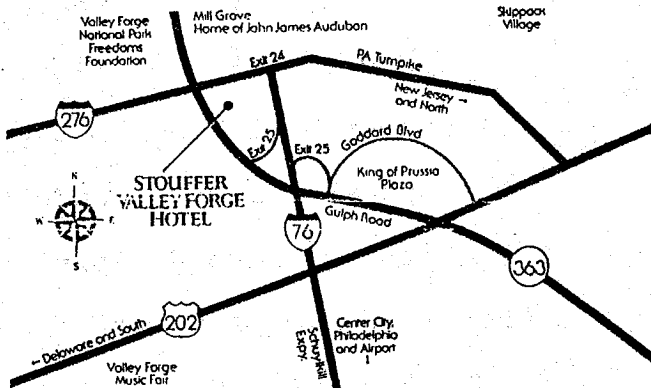 Valley Forge
National Park
Freedoms
Foundation
Mill Grove
Home of John James Audubon
Skippack
Village
Exit 24
PA Turnpike
New Jersey →
and North
276
Exit 25
Exit 25
Goddard Blvd
King of Prussia
Plaza
STOUFFER
VALLEY FORGE
HOTEL
N
W
E
S
76
Gulph Road
363
202
← Delaware and South
Schuylkill
Expy.
Center City,
Philadelphia
and Airport
Valley Forge
Music Fair